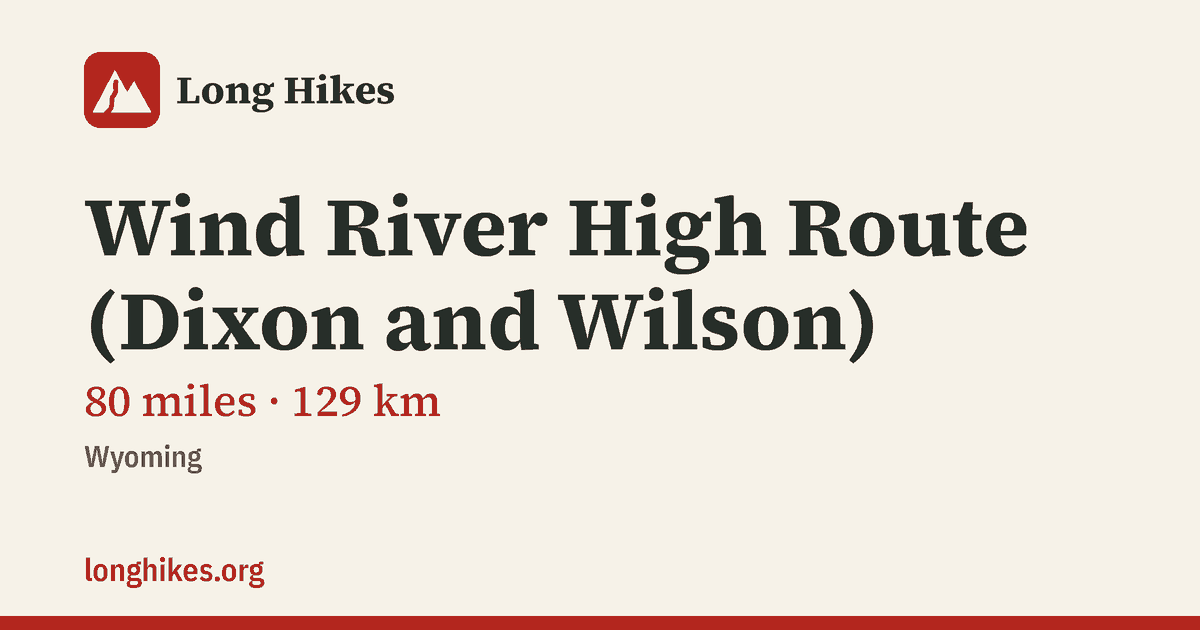 Long Hikes
Wind River High Route
(Dixon and Wilson)
80 miles · 129 km
Wyoming
longhikes.org